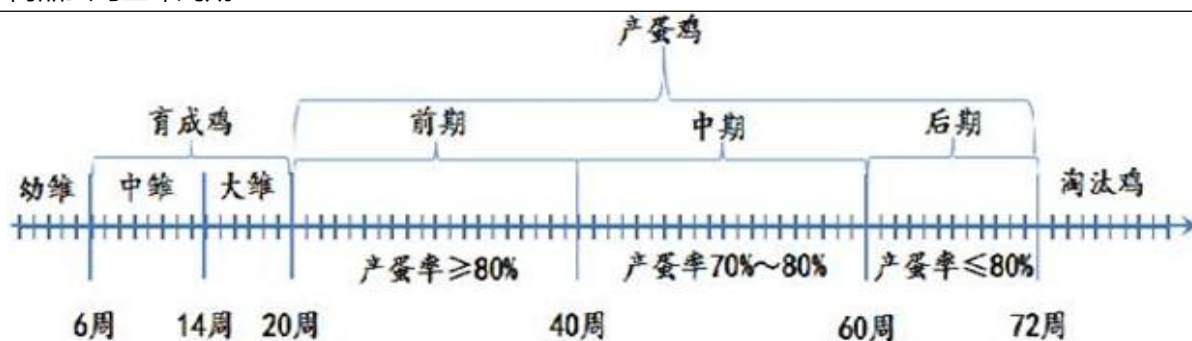 产蛋鸡
育成鸡 前期 中期 后期
幼雏 中雏 大雏 淘汰鸡
产蛋率≥80% 产蛋率70%~80% 产蛋率≤80%
6周 14周 20周 40周 60周 72周